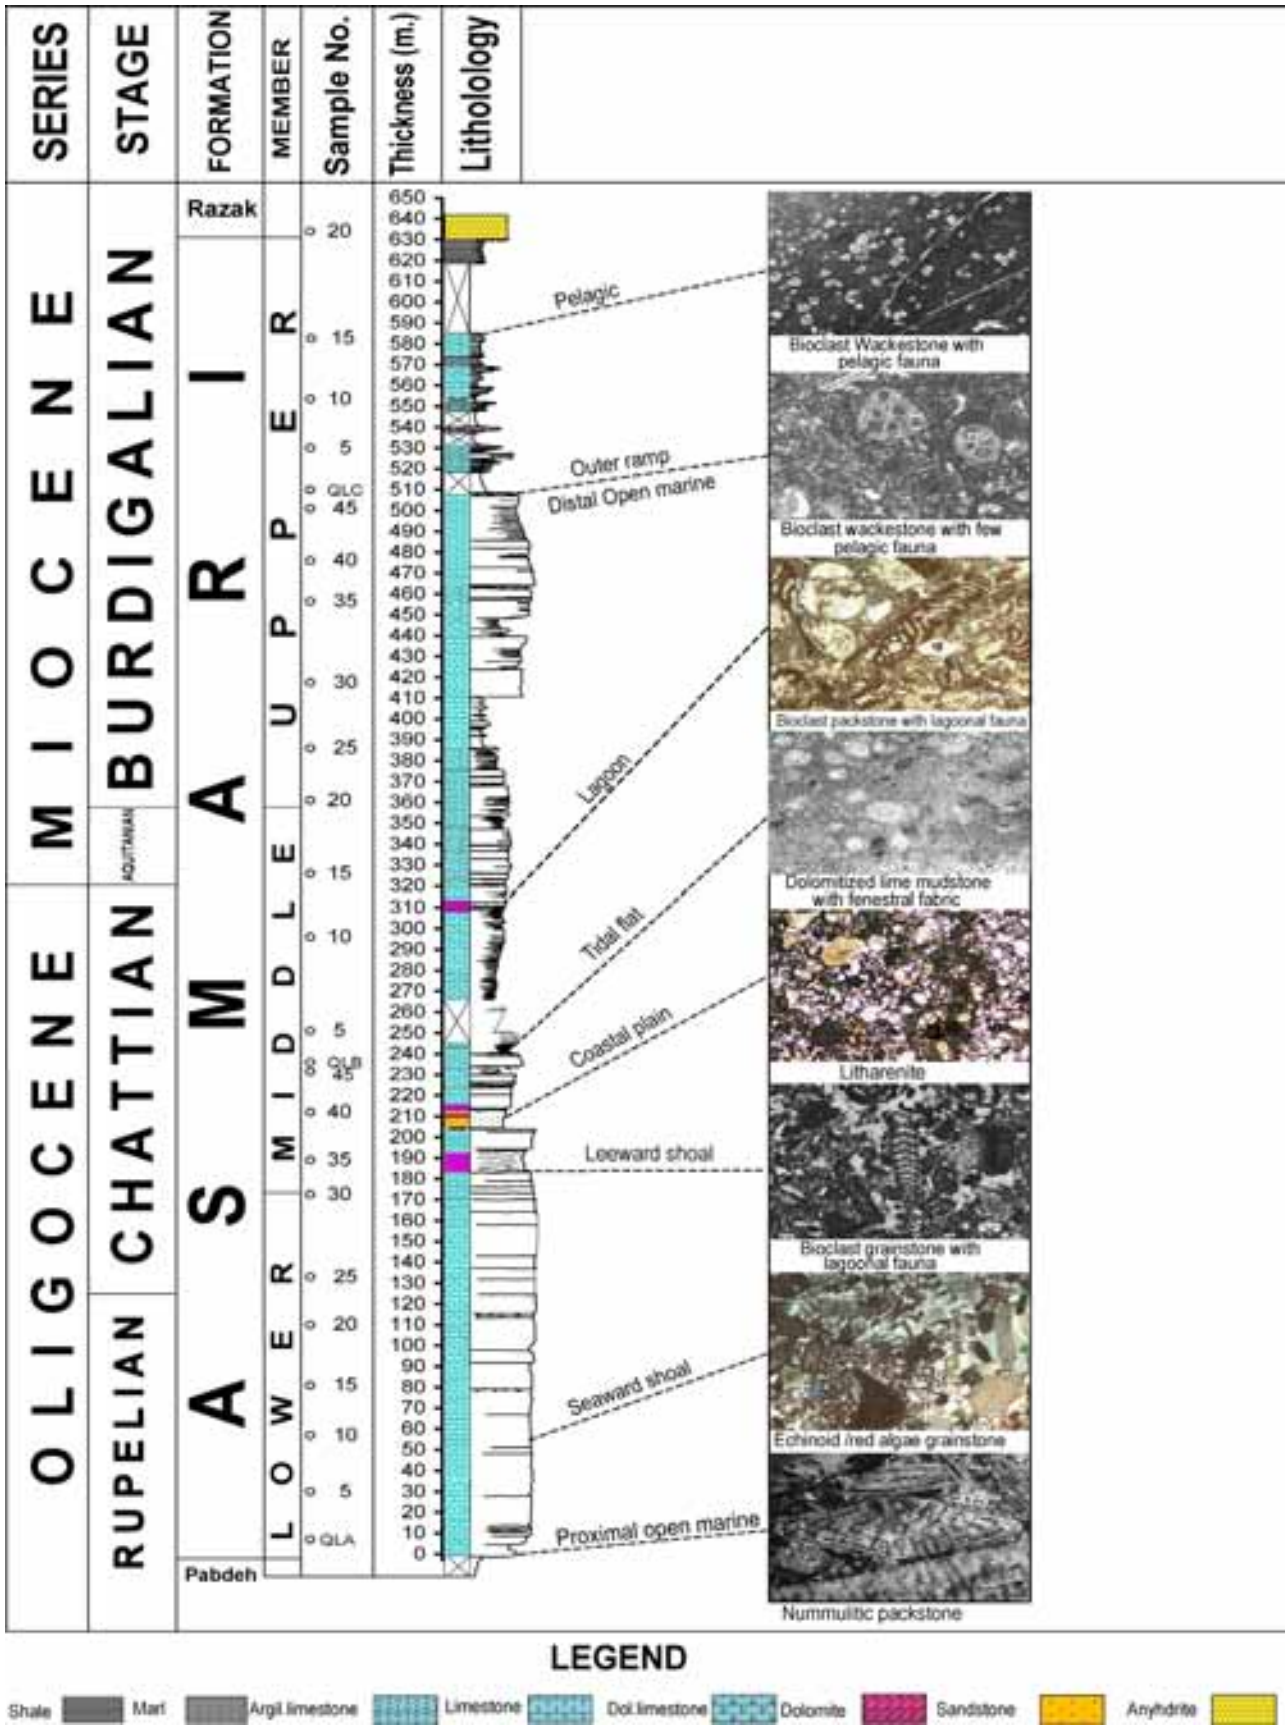 SERIES
STAGE
FORMATION
MEMBER
Sample No.
Thickness (m.)
Litholology
MIOCENE
OLIGOCENE
BURDIGALIAN
AQUITANIAN
CHATTIAN
RUPELIAN
Razak
ASMARI
Pabdeh
UPPER
MIDDLE
LOWER
20
15
10
5
QLC
45
40
35
30
25
20
15
10
5
QLB
45
40
35
30
25
20
15
10
5
QLA
650
640
630
620
610
600
590
580
570
560
550
540
530
520
510
500
490
480
470
460
450
440
430
420
410
400
390
380
370
360
350
340
330
320
310
300
290
280
270
260
250
240
230
220
210
200
190
180
170
160
150
140
130
120
110
100
90
80
70
60
50
40
30
20
10
0
Pelagic
Outer ramp
Distal Open marine
Lagoon
Tidal flat
Coastal plain
Leeward shoal
Seaward shoal
Proximal open marine
Bioclast Wackestone with
pelagic fauna
Bioclast wackestone with few
pelagic fauna
Bioclast packstone with lagoonal fauna
Dolomitized lime mudstone
with fenestral fabric
Litharenite
Bioclast grainstone with
lagoonal fauna
Echinoid /red algae grainstone
Nummulitic packstone
LEGEND
Shale Marl Argil.limestone Limestone Dol.limestone Dolomite Sandstone Anyhdrite